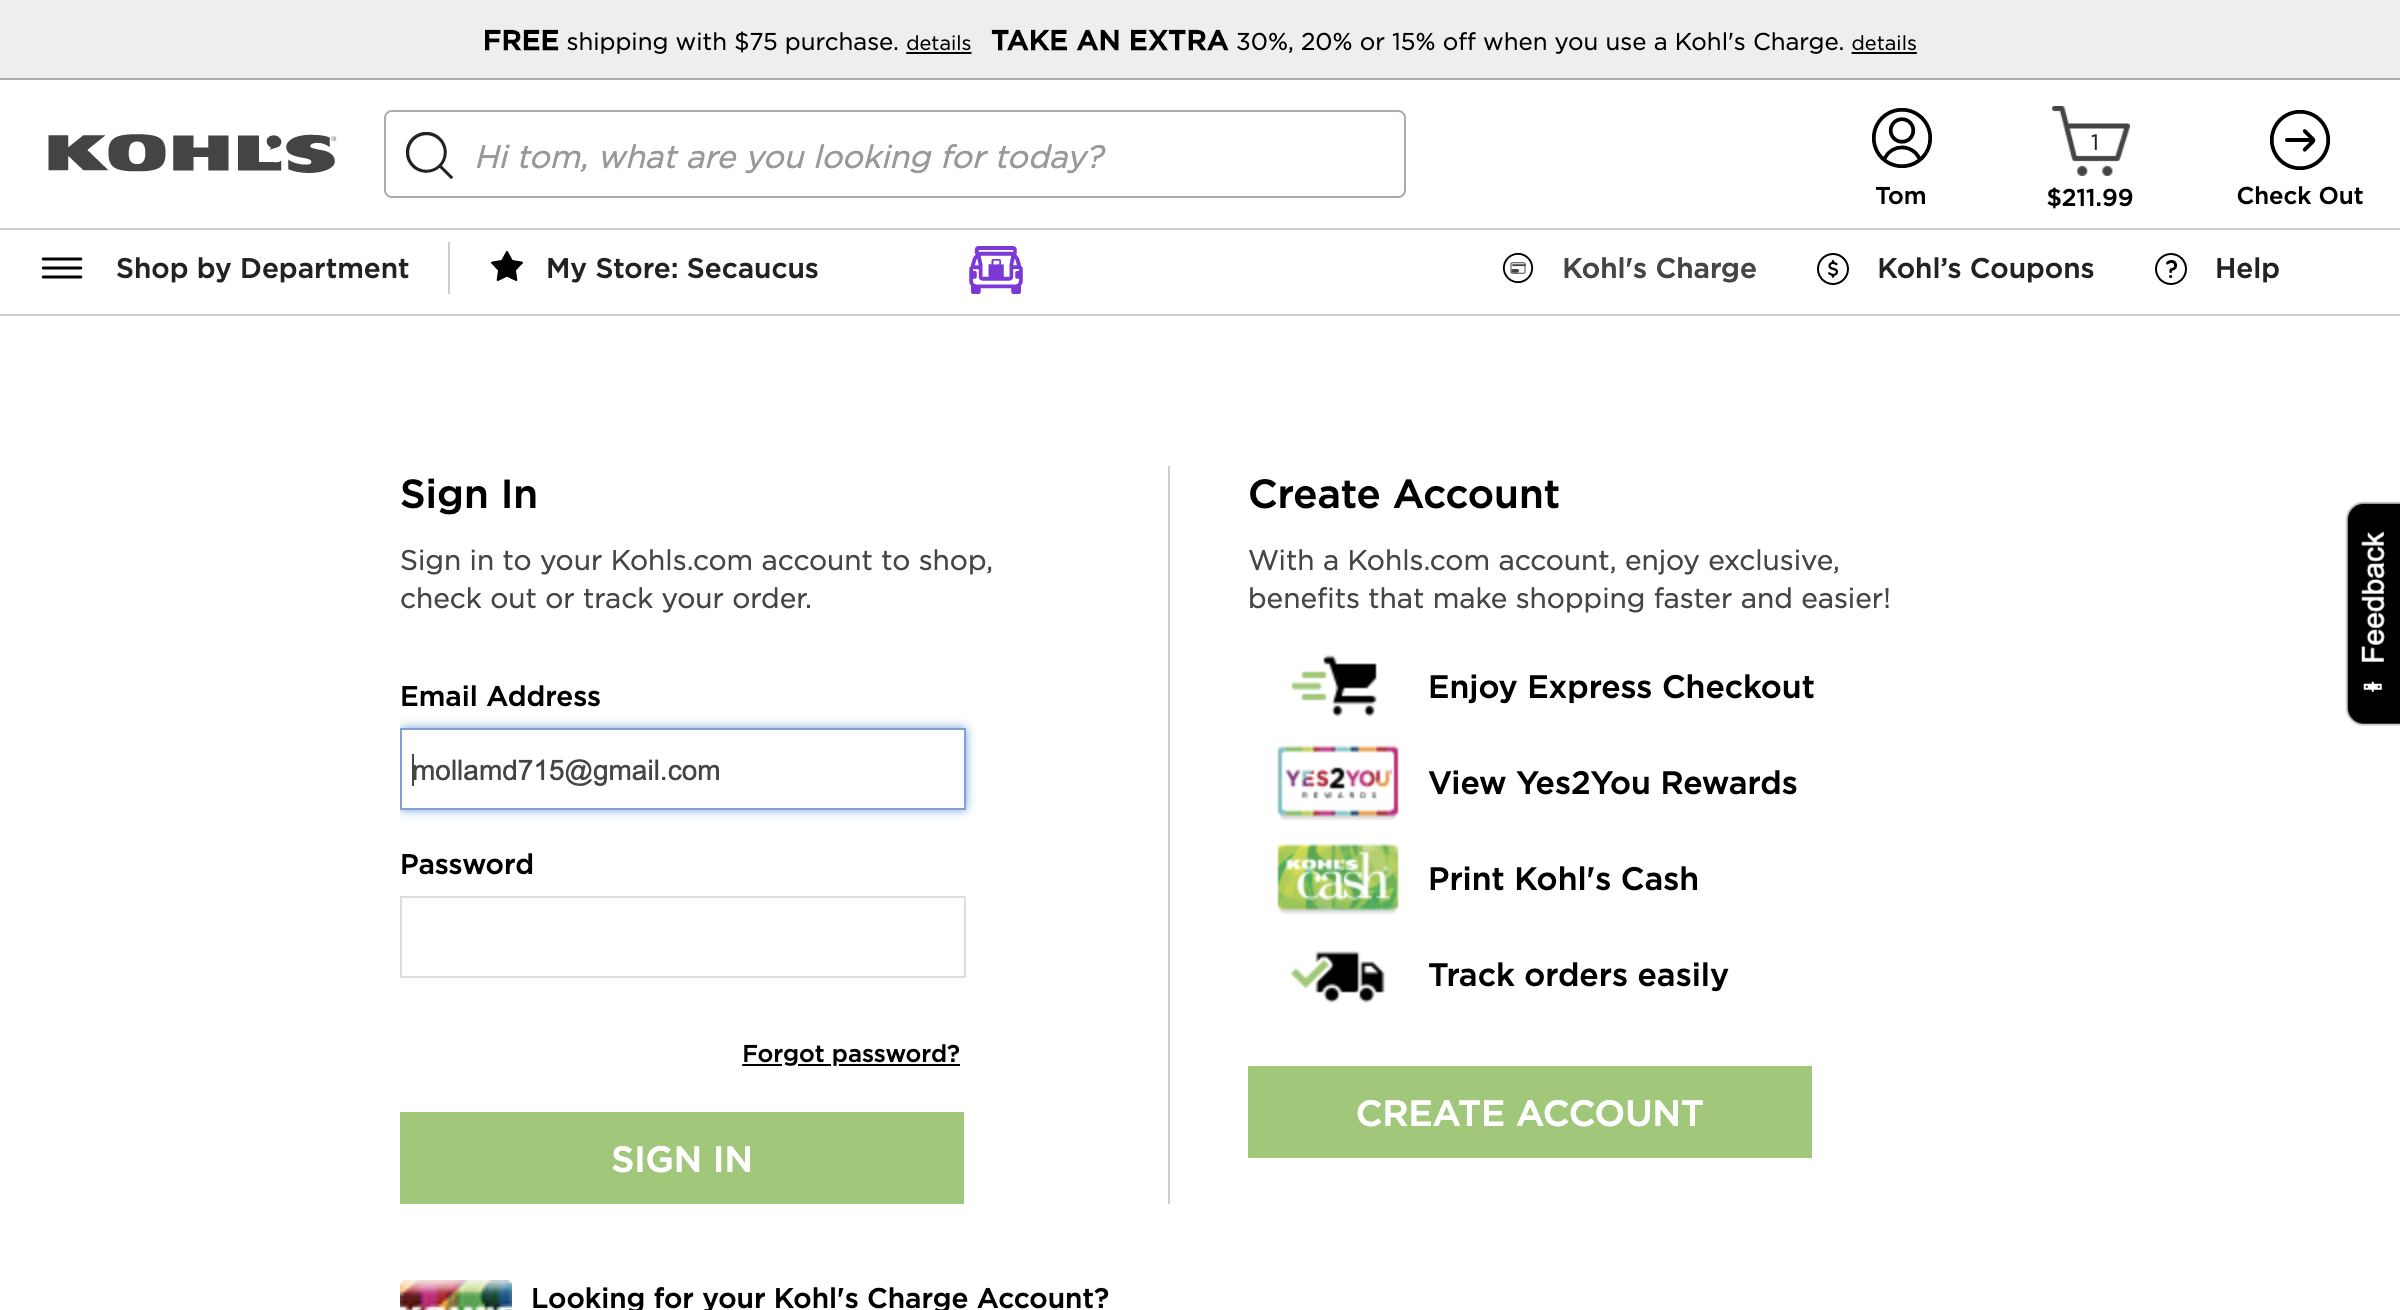 FREE shipping with $75 purchase. details TAKE AN EXTRA 30%, 20% or 15% off when you use a Kohl's Charge. details
KOHL'S
Hi tom, what are you looking for today?
Tom
1
$211.99
Check Out
Shop by Department
My Store: Secaucus
Kohl's Charge
Kohl’s Coupons
Help
Sign In
Sign in to your Kohls.com account to shop,
check out or track your order.
Email Address
mollamd715@gmail.com
Password
Forgot password?
SIGN IN
Looking for your Kohl's Charge Account?
Create Account
With a Kohls.com account, enjoy exclusive,
benefits that make shopping faster and easier!
Enjoy Express Checkout
YES2YOU
REWARDS
View Yes2You Rewards
KOHL'S
cash
Print Kohl's Cash
Track orders easily
CREATE ACCOUNT
Feedback